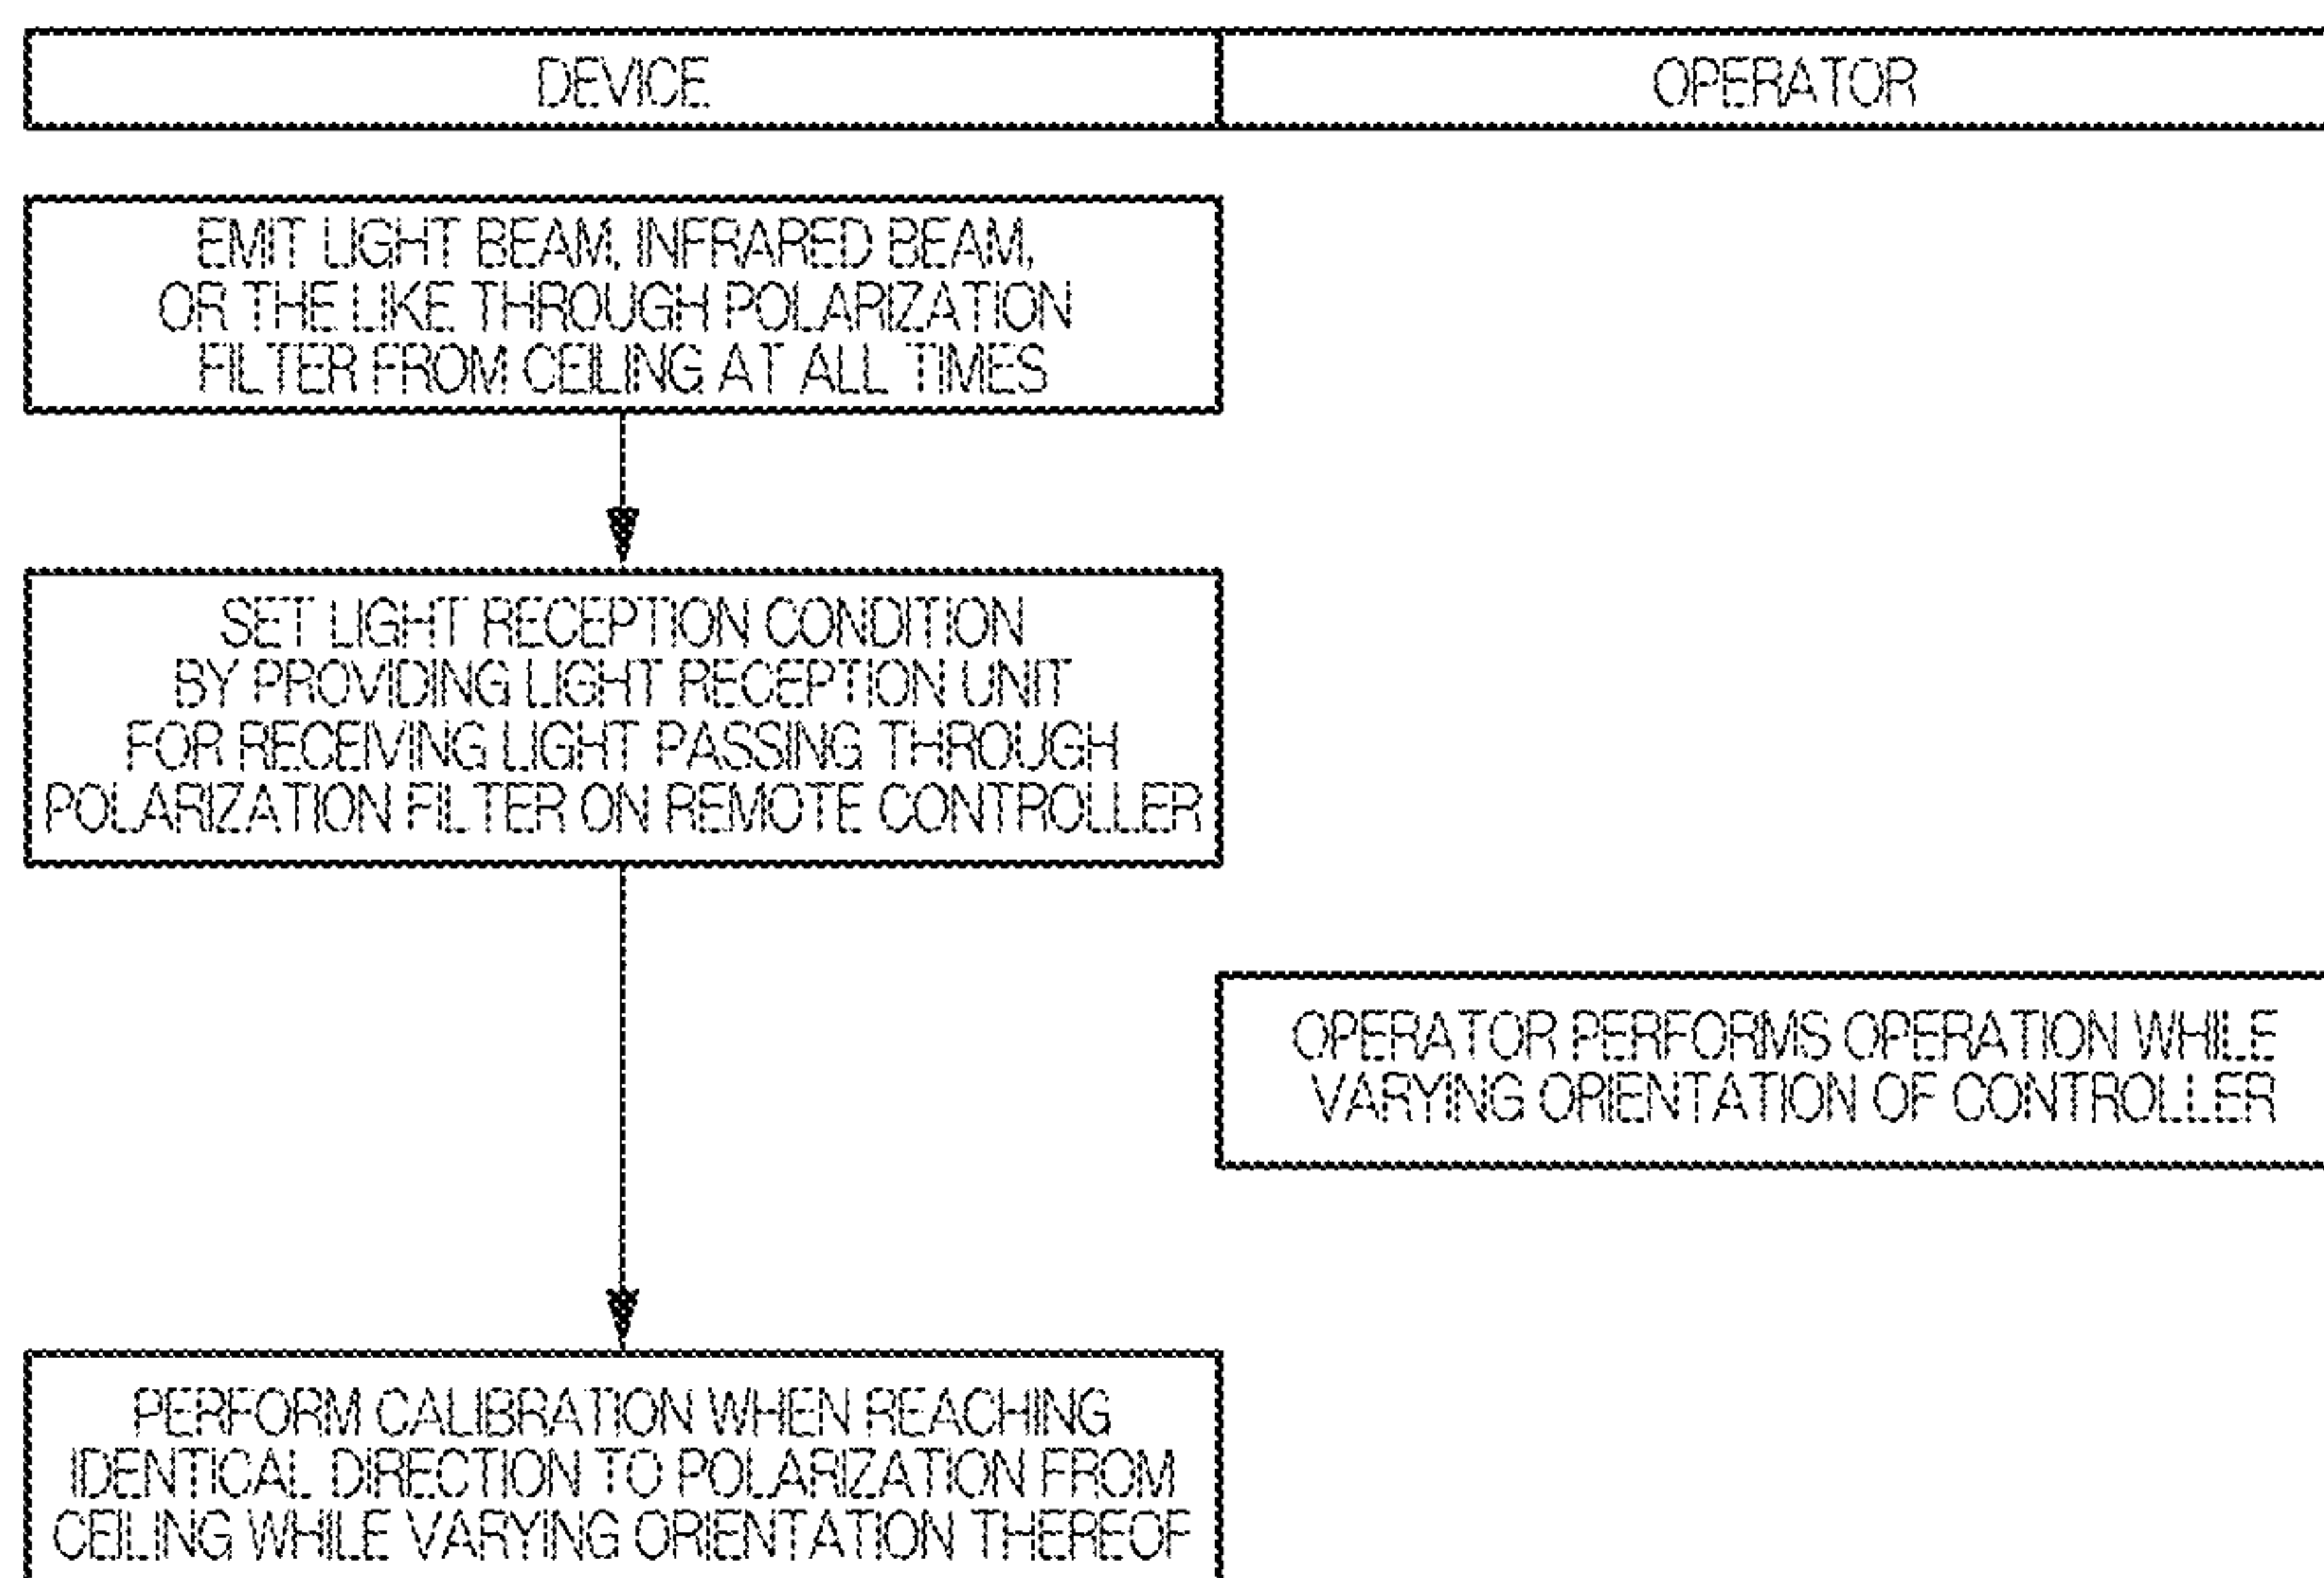 DEVICE
OPERATOR
EMIT LIGHT BEAM, INFRARED BEAM,
OR THE LIKE THROUGH POLARIZATION
FILTER FROM CEILING AT ALL TIMES
SET LIGHT RECEPTION CONDITION
BY PROVIDING LIGHT RECEPTION UNIT
FOR RECEIVING LIGHT PASSING THROUGH
POLARIZATION FILTER ON REMOTE CONTROLLER
OPERATOR PERFORMS OPERATION WHILE
VARYING ORIENTATION OF CONTROLLER
PERFORM CALIBRATION WHEN REACHING
IDENTICAL DIRECTION TO POLARIZATION FROM
CEILING WHILE VARYING ORIENTATION THEREOF